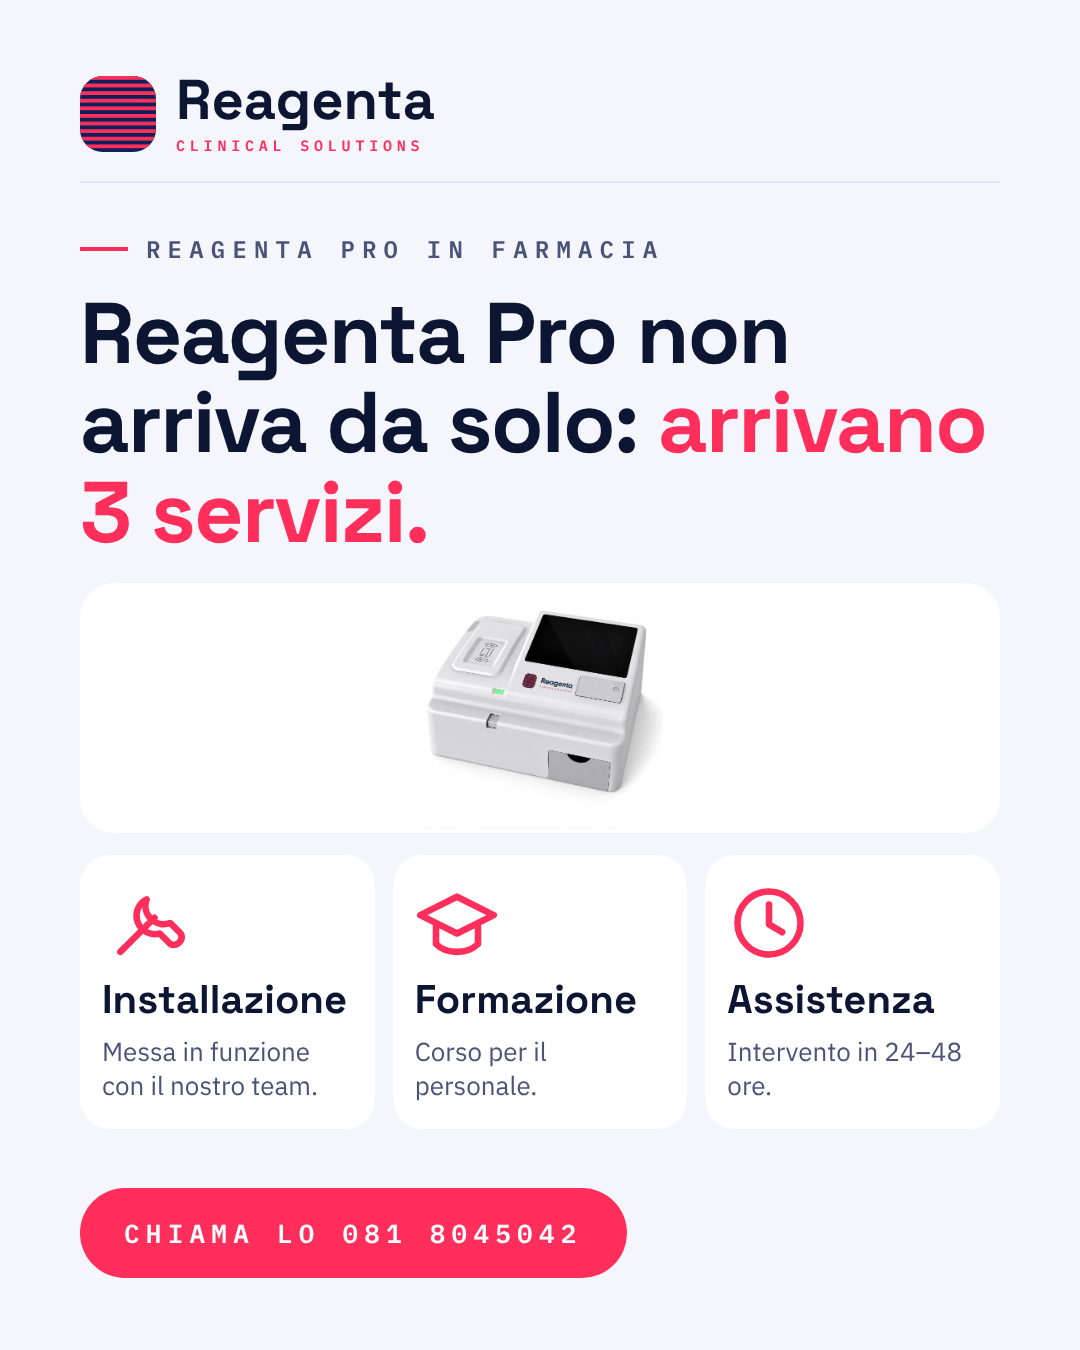 Reagenta
CLINICAL SOLUTIONS
REAGENTA PRO IN FARMACIA
Reagenta Pro non
arriva da solo: arrivano
3 servizi.
Reagenta
Installazione
Messa in funzione
con il nostro team.
Formazione
Corso per il
personale.
Assistenza
Intervento in 24–48
ore.
CHIAMA LO 081 8045042